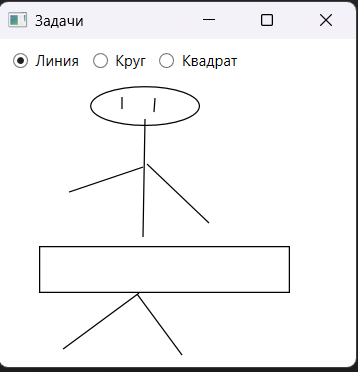 Задачи
Линия Круг Квадрат